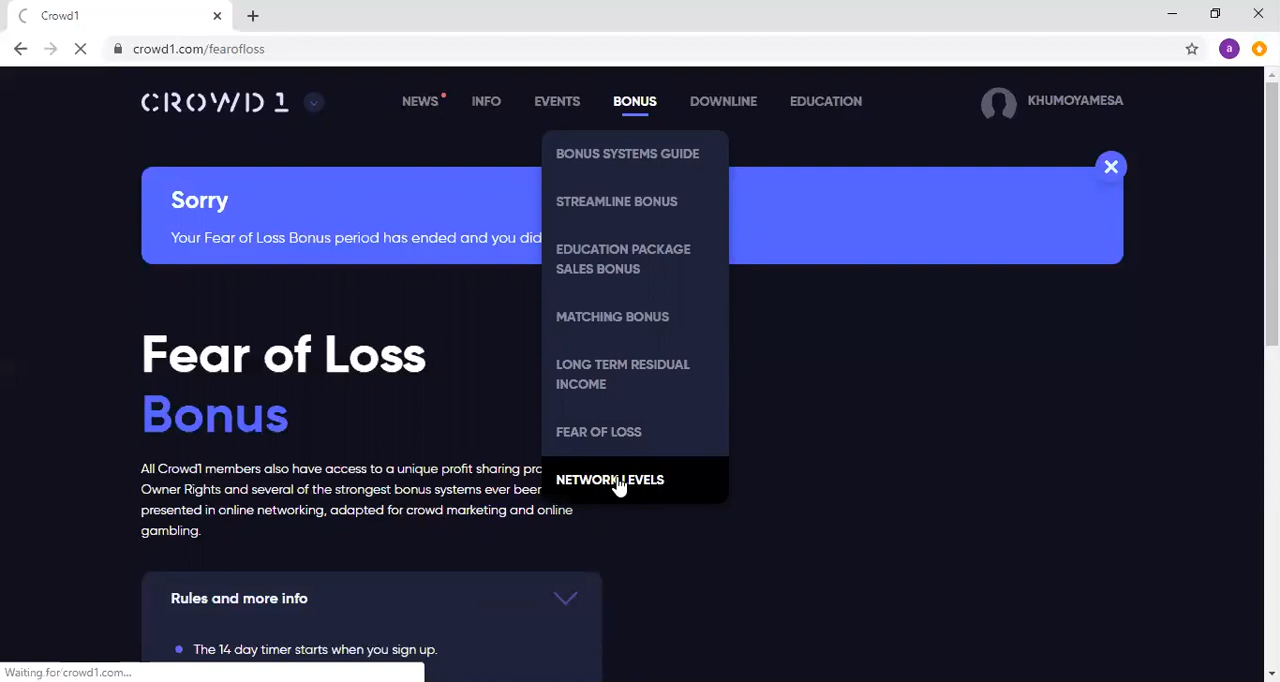 Crowd1
crowd1.com/fearofloss
a
CROWD 1
NEWS INFO EVENTS BONUS DOWNLINE EDUCATION KHUMOYAMESA
BONUS SYSTEMS GUIDE
STREAMLINE BONUS
EDUCATION PACKAGE
SALES BONUS
MATCHING BONUS
LONG TERM RESIDUAL
INCOME
FEAR OF LOSS
NETWORK LEVELS
Sorry
Your Fear of Loss Bonus period has ended and you did
Fear of Loss
Bonus
All Crowd1 members also have access to a unique profit sharing
Owner Rights and several of the strongest bonus systems ever been
presented in online networking, adapted for crowd marketing and online
gambling.
Rules and more info
The 14 day timer starts when you sign up.
Waiting for crowd1.com...